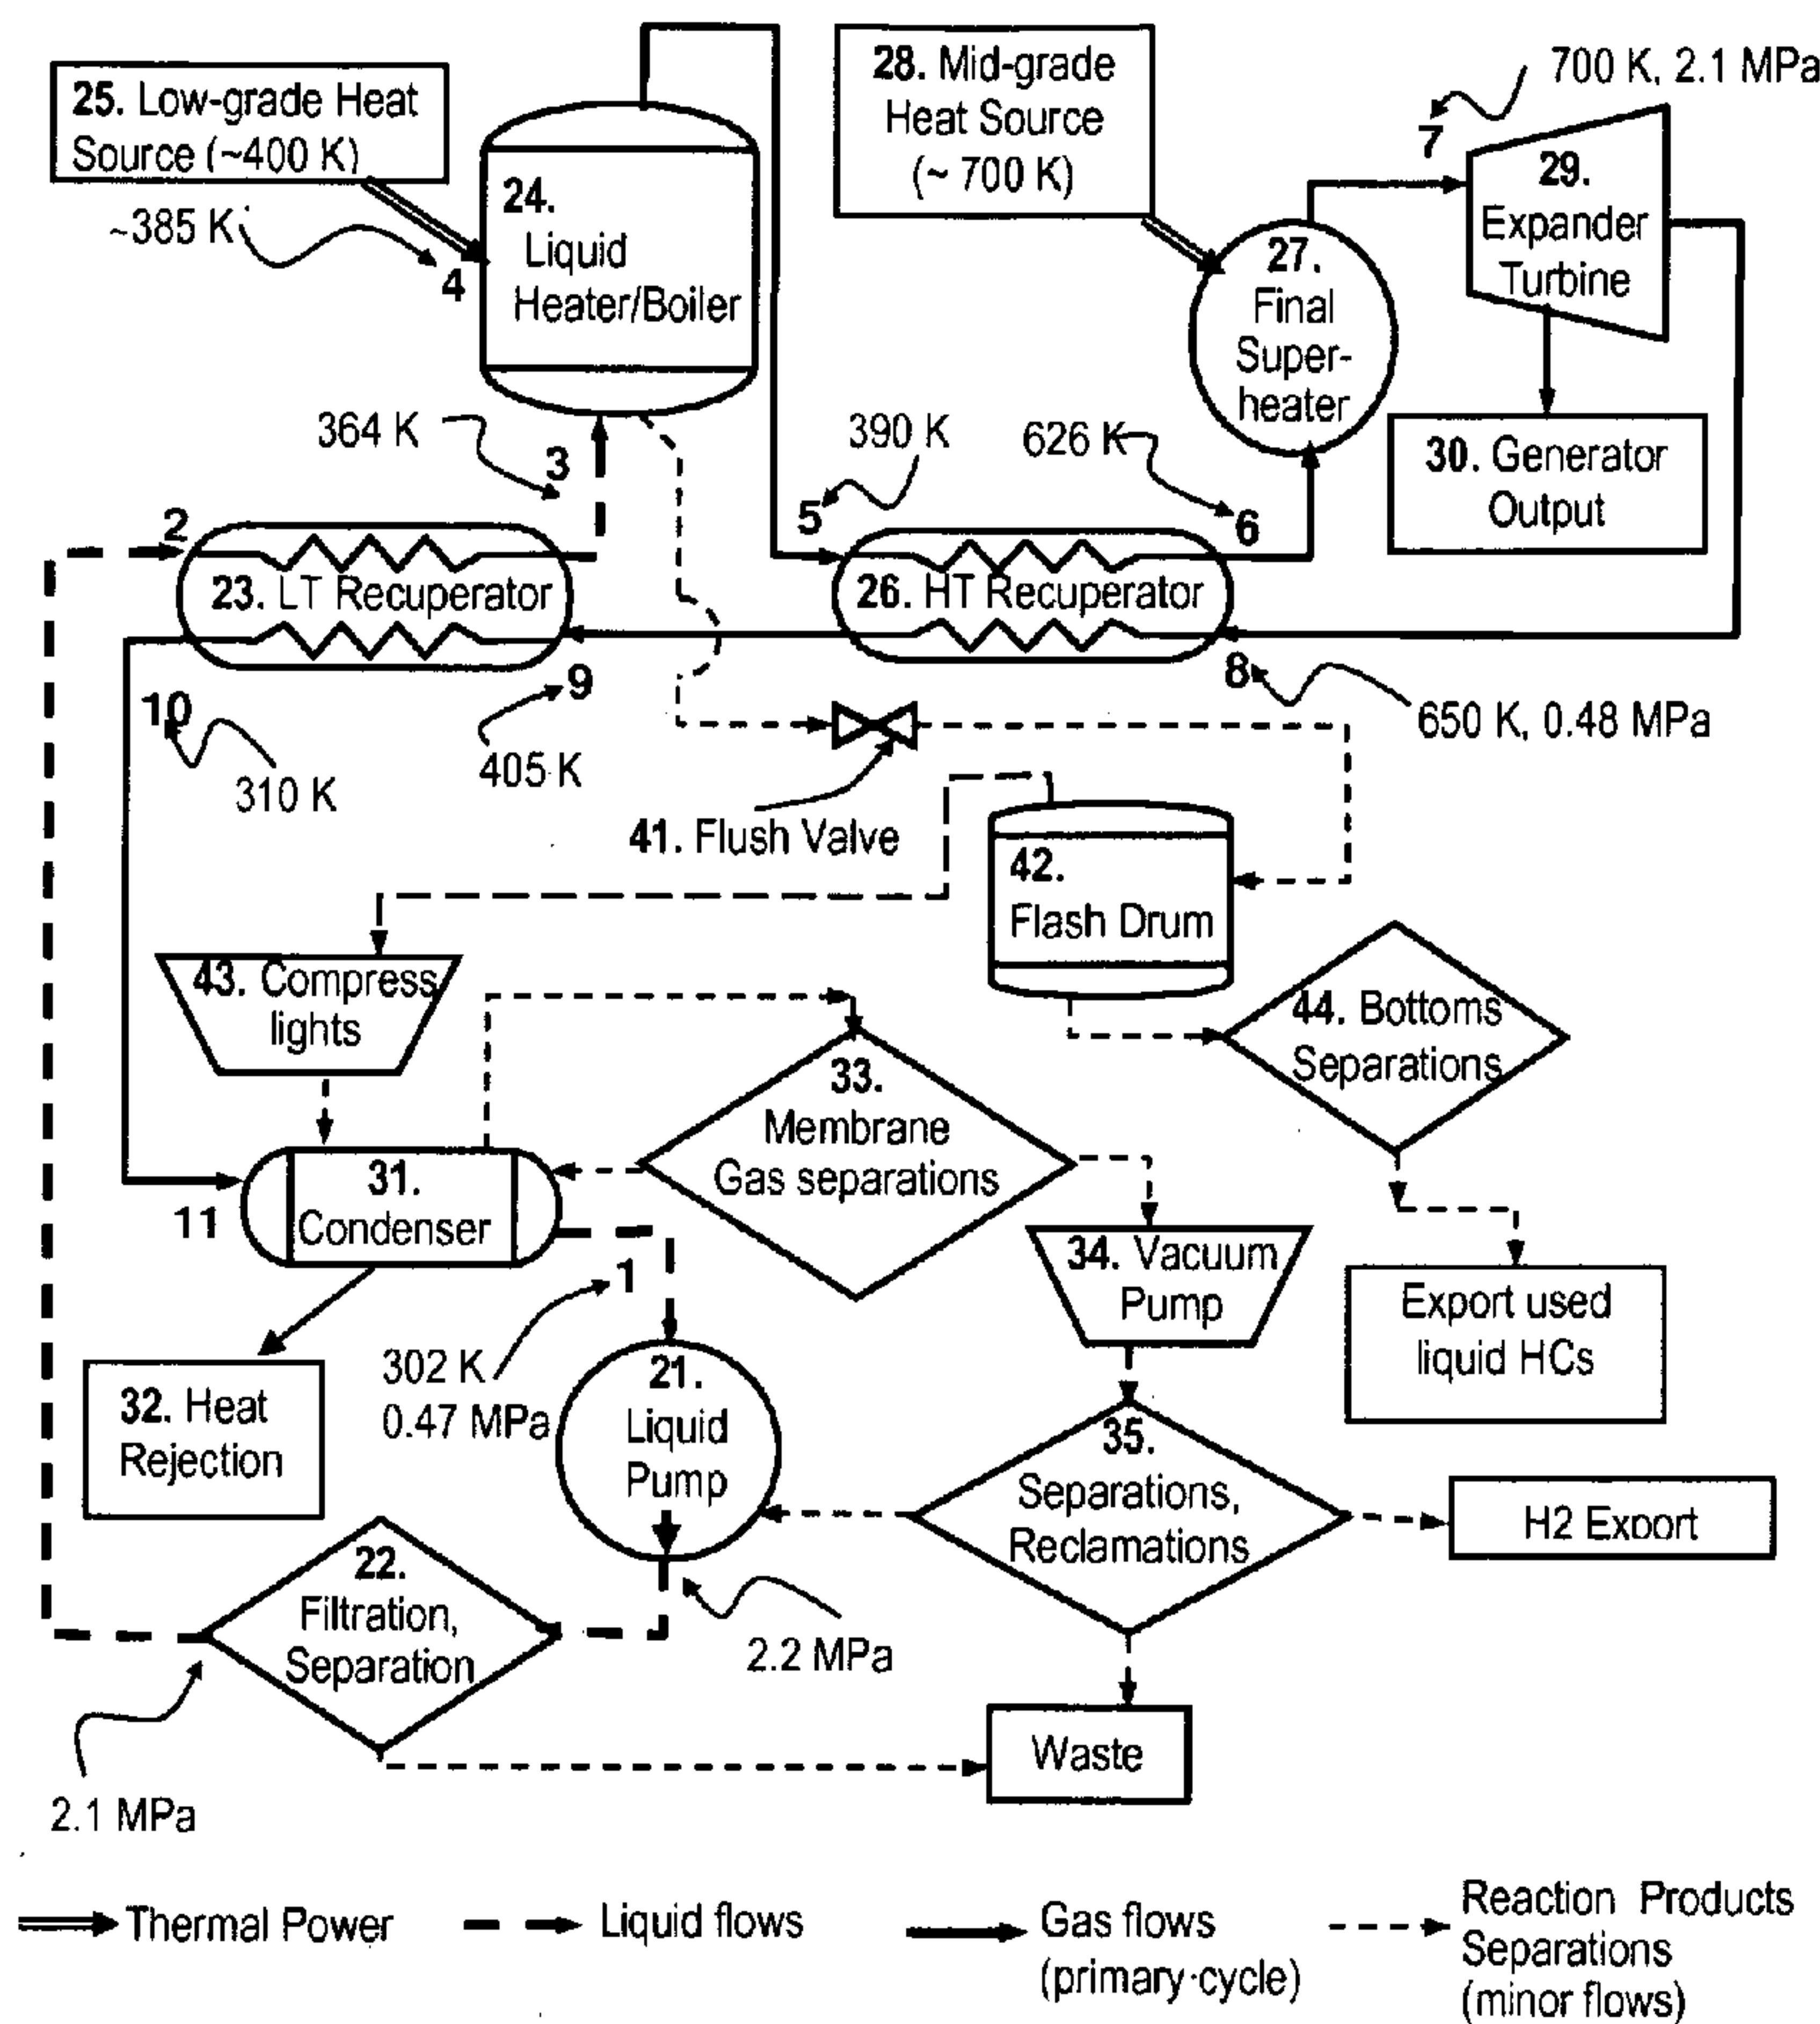 25. Low-grade Heat
Source (~400 K)
28. Mid-grade
Heat Source
(~ 700 K)
700 K, 2.1 MPa
7
29.
Expander
Turbine
~385 K
4
24.
Liquid
Heater/Boiler
27.
Final
Super-
heater
364 K
3
390 K
5
626 K
6
30. Generator
Output
2
23. LT Recuperator
26. HT Recuperator
10
310 K
9
405 K
8
650 K, 0.48 MPa
41. Flush Valve
42.
Flash Drum
43. Compress
lights
44. Bottoms
Separations
33.
Membrane
Gas separations
31.
Condenser
11
1
302 K
0.47 MPa
34. Vacuum
Pump
Export used
liquid HCs
32. Heat
Rejection
21.
Liquid
Pump
35.
Separations,
Reclamations
H2 Export
22.
Filtration,
Separation
2.2 MPa
2.1 MPa
Waste
Thermal Power
Liquid flows
Gas flows
(primary cycle)
Reaction Products
Separations
(minor flows)